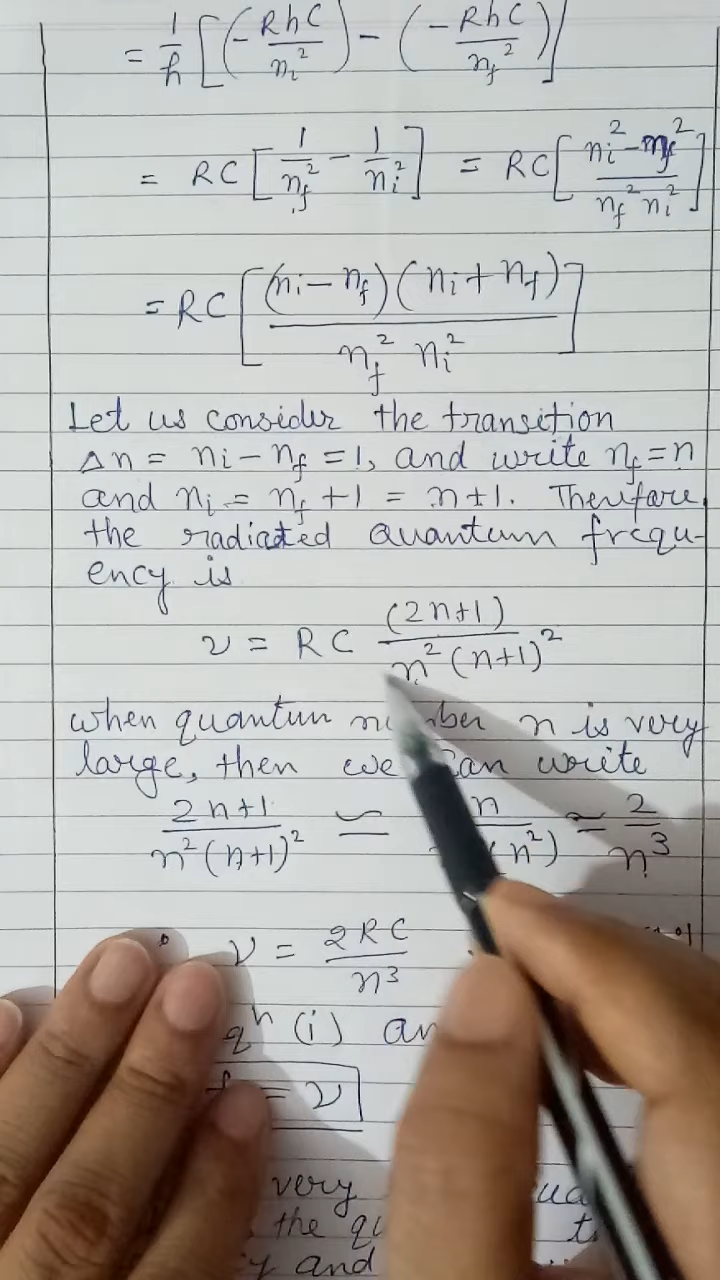 = 1/h [(-RhC/ni²) - (-RhC/nf²)]
= RC [1/nf² - 1/ni²] = RC [ni² - nf² / nf² ni²]
= RC [(ni - nf)(ni + nf) / nf² ni²]
Let us consider the transition
Δn = ni - nf = 1, and write nf = n
and ni = nf + 1 = n+1. Therefore,
the radiated quantum frequ-
ency is
ν = RC (2n+1) / n² (n+1)²
when quantum number n is very
large, then we can write
2n+1 / n² (n+1)² ≃ n / (n²) ≃ 2/n³
ν = 2RC / n³
qⁿ (i) an
= ν
very
the
y and